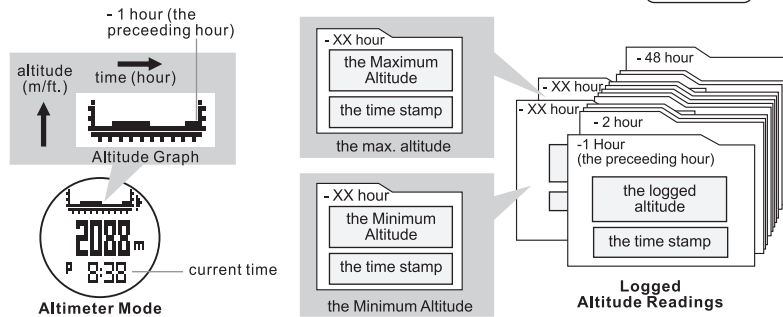 - 1 hour (the
preceeding hour)
altitude
(m/ft.)
time (hour)
Altitude Graph
2088 m
P 8:38
current time
Altimeter Mode
- XX hour
the Maximum
Altitude
the time stamp
the max. altitude
- XX hour
the Minimum
Altitude
the time stamp
the Minimum Altitude
- 48 hour
- XX hour
- XX hour
- 2 hour
-1 Hour
(the preceeding hour)
the logged
altitude
the time stamp
Logged
Altitude Readings